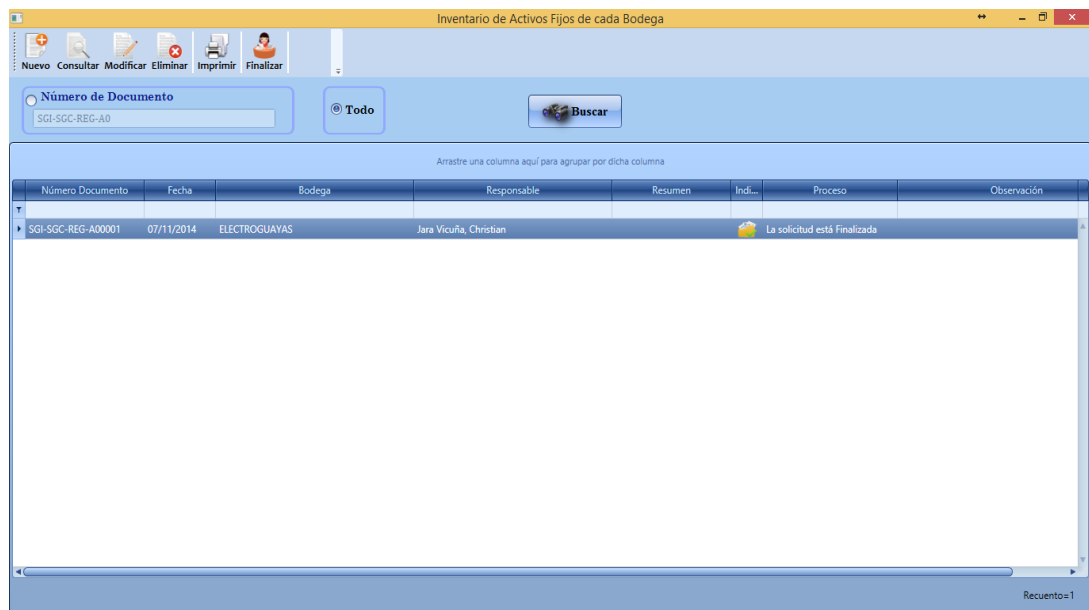 Inventario de Activos Fijos de cada Bodega
Nuevo Consultar Modificar Eliminar Imprimir Finalizar
Número de Documento
SGI-SGC-REG-A0
Todo
Buscar
Arrastre una columna aquí para agrupar por dicha columna
Número Documento Fecha Bodega Responsable Resumen Indi... Proceso Observación
SGI-SGC-REG-A00001 07/11/2014 ELECTROGUAYAS Jara Vicuña, Christian La solicitud está Finalizada
Recuento=1